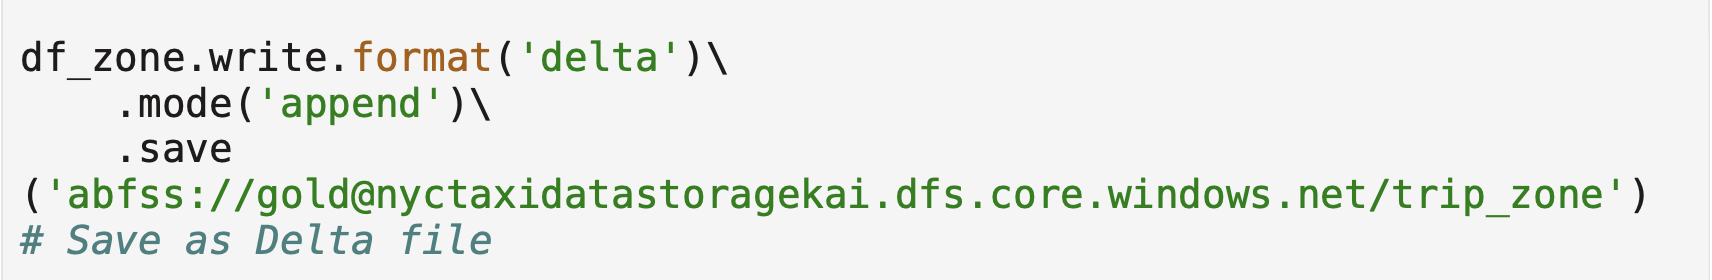 df_zone.write.format('delta')\
    .mode('append')\
    .save
('abfss://gold@nyctaxidatastoragekai.dfs.core.windows.net/trip_zone')
# Save as Delta file